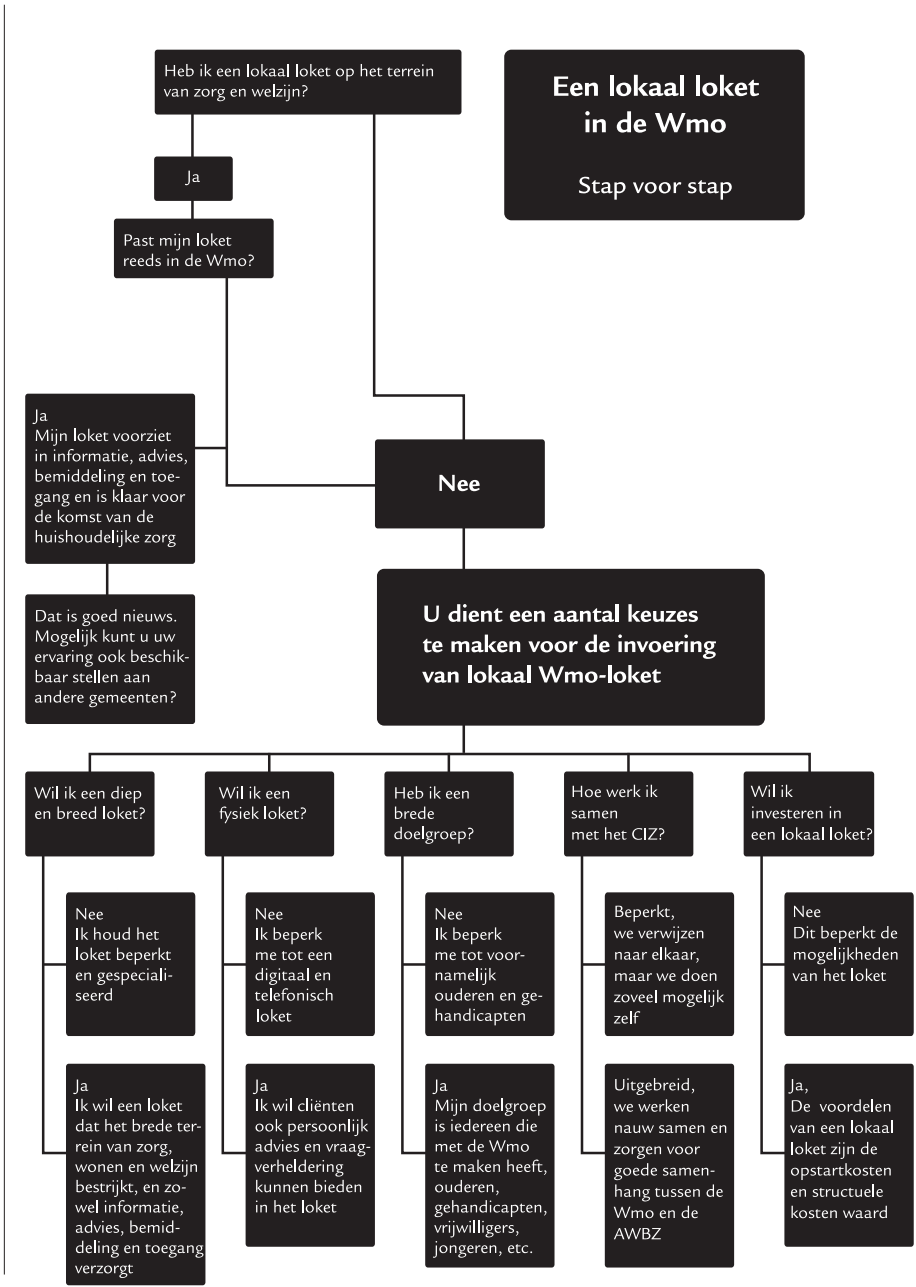 Heb ik een lokaal loket op het terrein
van zorg en welzijn?
Een lokaal loket
in de Wmo
Stap voor stap
Ja
Past mijn loket
reeds in de Wmo?
Ja
Mijn loket voorziet
in informatie, advies,
bemiddeling en toe-
gang en is klaar voor
de komst van de
huishoudelijke zorg
Nee
Dat is goed nieuws.
Mogelijk kunt u uw
ervaring ook beschik-
baar stellen aan
andere gemeenten?
U dient een aantal keuzes
te maken voor de invoering
van lokaal Wmo-loket
Wil ik een diep
en breed loket?
Nee
Ik houd het
loket beperkt
en gespeciali-
seerd
Ja
Ik wil een loket
dat het brede ter-
rein van zorg,
wonen en welzijn
bestrijkt, en zo-
wel informatie,
advies, bemid-
deling en toegang
verzorgt
Wil ik een
fysiek loket?
Nee
Ik beperk
me tot een
digitaal en
telefonisch
loket
Ja
Ik wil cliënten
ook persoonlijk
advies en vraag-
verheldering
kunnen bieden
in het loket
Heb ik een
brede
doelgroep?
Nee
Ik beperk
me tot voor-
namelijk
ouderen en ge-
handicapten
Ja
Mijn doelgroep
is iedereen die
met de Wmo
te maken heeft,
ouderen,
gehandicapten,
vrijwilligers,
jongeren, etc.
Hoe werk ik
samen
met het CIZ?
Beperkt,
we verwijzen
naar elkaar,
maar we doen
zoveel mogelijk
zelf
Uitgebreid,
we werken
nauw samen en
zorgen voor
goede samen-
hang tussen de
Wmo en de
AWBZ
Wil ik
investeren in
een lokaal loket?
Nee
Dit beperkt de
mogelijkheden
van het loket
Ja,
De voordelen
van een lokaal
loket zijn de
opstartkosten
en structuele
kosten waard